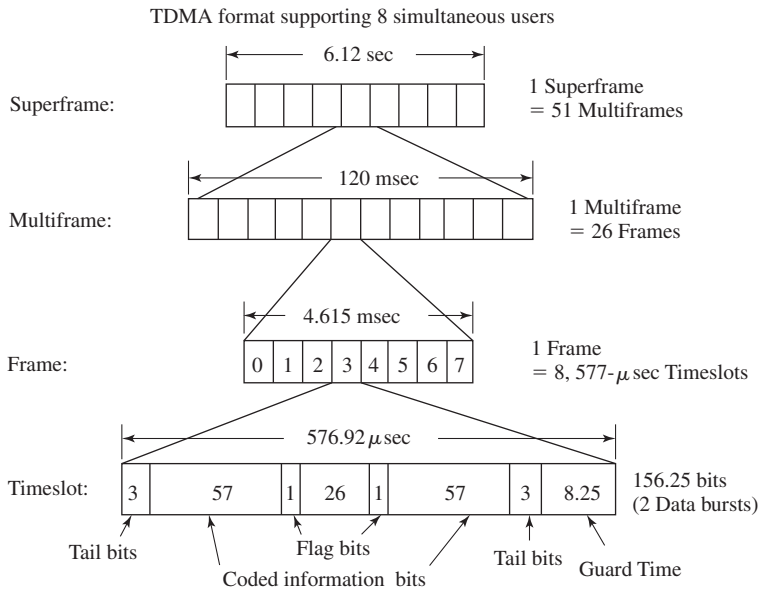 TDMA format supporting 8 simultaneous users
6.12 sec
Superframe:
1 Superframe
= 51 Multiframes
120 msec
Multiframe:
1 Multiframe
= 26 Frames
4.615 msec
Frame:
0 1 2 3 4 5 6 7
1 Frame
= 8, 577-μsec Timeslots
576.92 μsec
Timeslot:
3 57 1 26 1 57 3 8.25
156.25 bits
(2 Data bursts)
Tail bits
Flag bits
Tail bits
Coded information bits
Guard Time